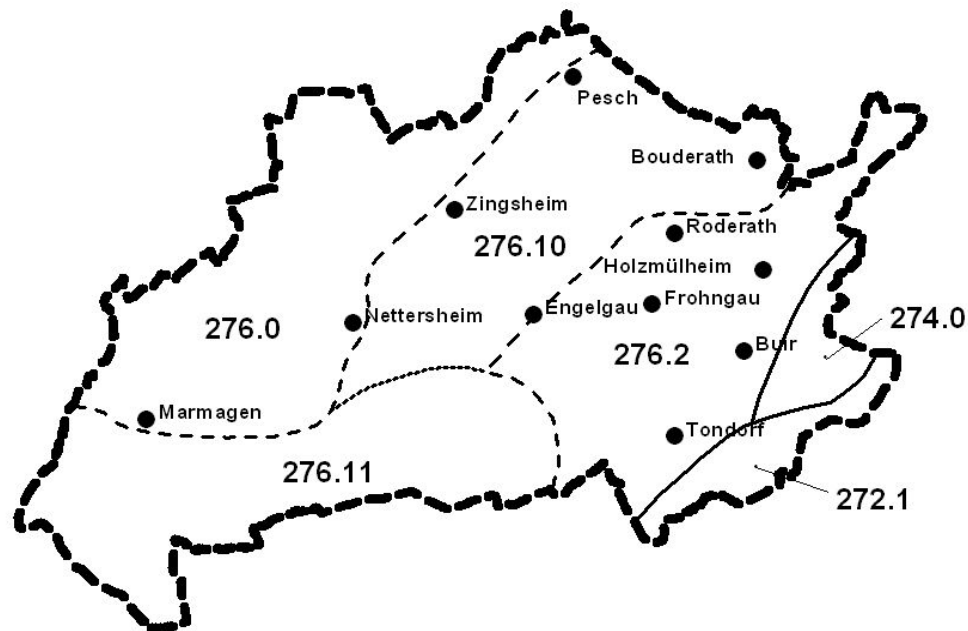 Pesch
Bouderath
Zingsheim
Roderath
276.10
Holzmülheim
Frohngau
Engelgau
Nettersheim
276.0
274.0
Buir
276.2
Marmagen
Tondorf
276.11
272.1